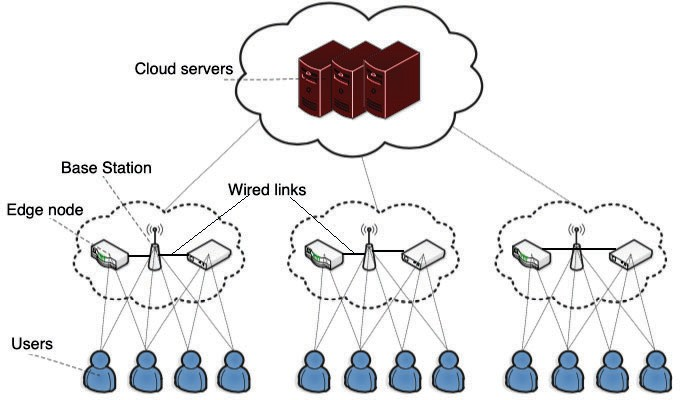 Cloud servers
Base Station
Wired links
Edge node
Users